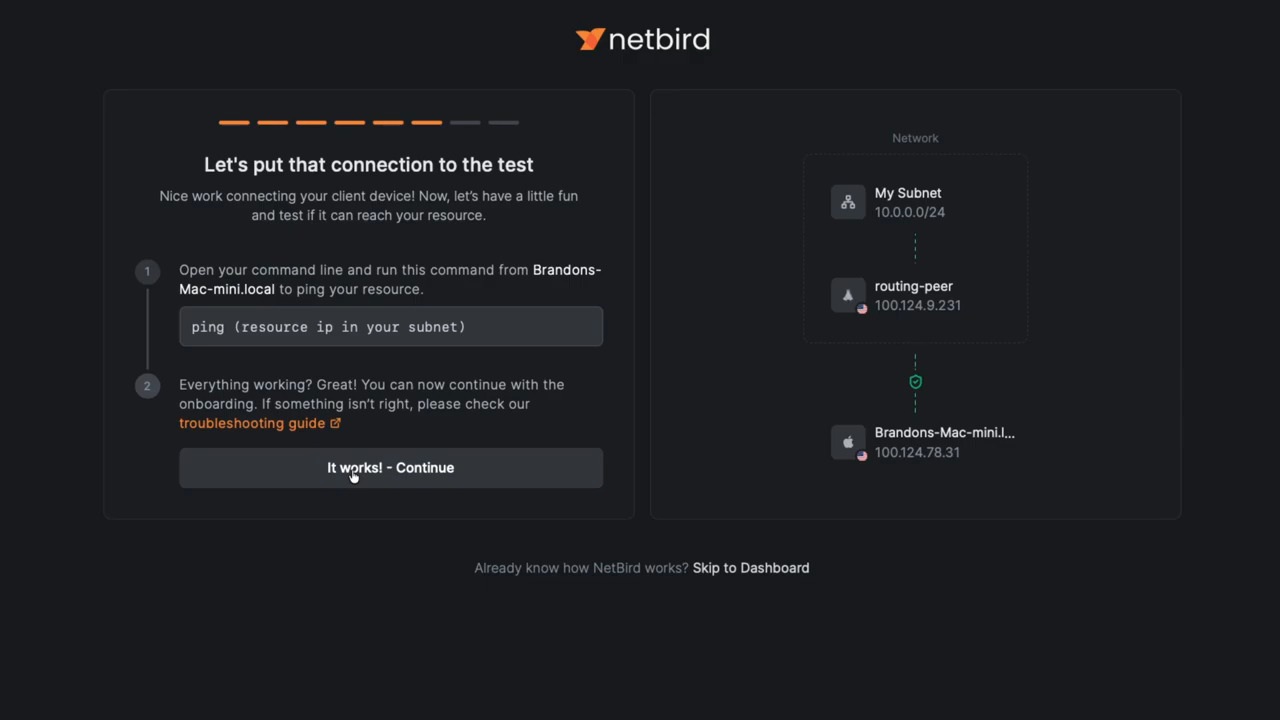 netbird
Let's put that connection to the test
Nice work connecting your client device! Now, let's have a little fun
and test if it can reach your resource.
1
Open your command line and run this command from Brandons-
Mac-mini.local to ping your resource.
ping (resource ip in your subnet)
2
Everything working? Great! You can now continue with the
onboarding. If something isn't right, please check our
troubleshooting guide
It works! - Continue
Network
My Subnet
10.0.0.0/24
routing-peer
100.124.9.231
Brandons-Mac-mini.l...
100.124.78.31
Already know how NetBird works? Skip to Dashboard